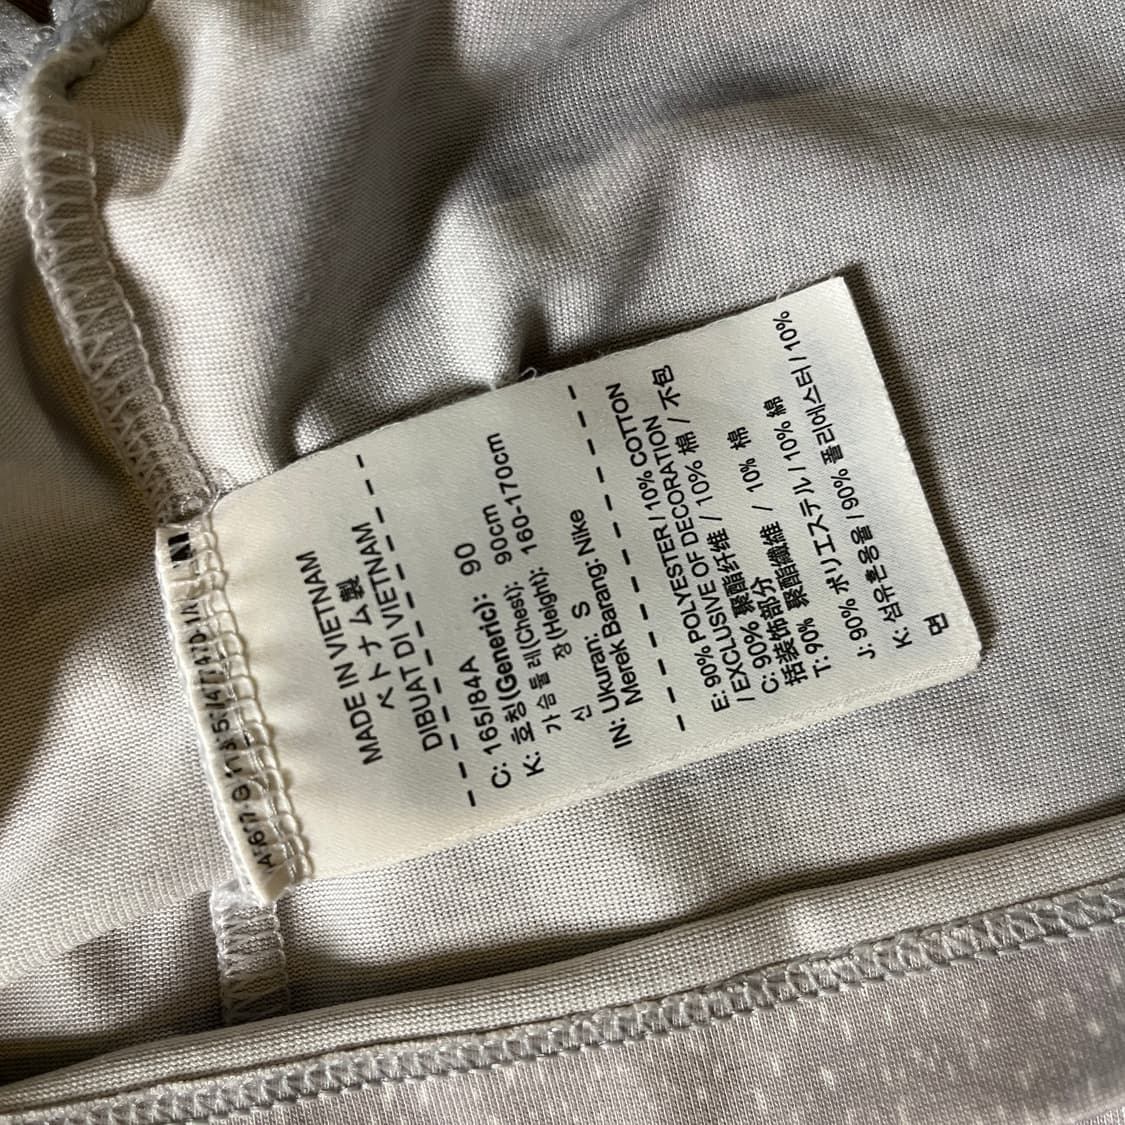 MADE IN VIETNAM
ベトナム製
DIBUAT DI VIETNAM
C: 165/84A
K: 호칭(Generic): 90
가슴둘레(Chest): 90cm
신장(Height): 160-170cm
IN: Ukuran: S
Merek Barang: Nike
E: 90% POLYESTER / 10% COTTON
/ EXCLUSIVE OF DECORATION
C: 90% 聚酯纤维 / 10% 棉 / 不包
括装饰部分
T: 90% 聚酯纖維 / 10% 棉
J: 90% ポリエステル / 10% 綿
K: 섬유혼용율 / 90% 폴리에스터 / 10%
면